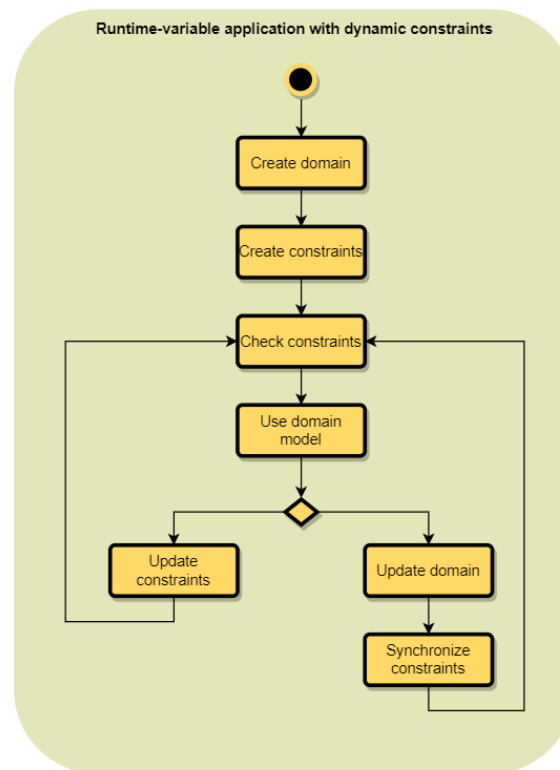 Runtime-variable application with dynamic constraints
Create domain
Create constraints
Check constraints
Use domain
model
Update
constraints
Update domain
Synchronize
constraints